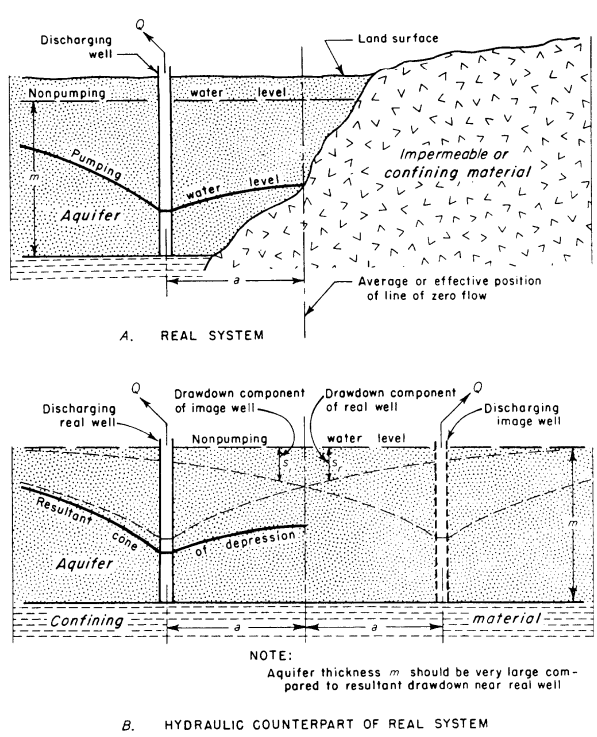 Q
Discharging
well
Land surface
Nonpumping water level
Pumping water level
m
Aquifer
Impermeable or
confining material
a
Average or effective position
of line of zero flow
A. REAL SYSTEM
Q
Discharging
real well
Drawdown component
of image well
Drawdown component
of real well
Q
Discharging
image well
Nonpumping water level
s
sr
Resultant cone of depression
Aquifer
m
Confining material
a
a
NOTE:
Aquifer thickness m should be very large com-
pared to resultant drawdown near real well
B. HYDRAULIC COUNTERPART OF REAL SYSTEM